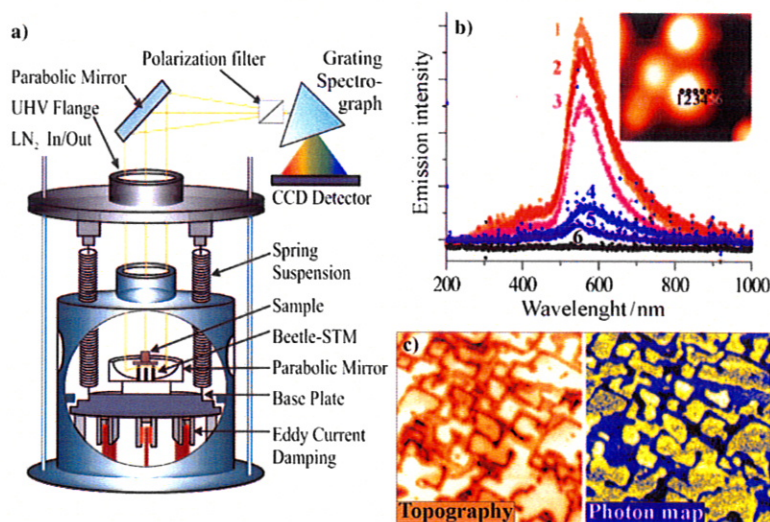 a)
Polarization filter
Grating
Spectro-
graph
Parabolic Mirror
UHV Flange
LN₂ In/Out
CCD Detector
Spring
Suspension
Sample
Beetle-STM
Parabolic Mirror
Base Plate
Eddy Current
Damping
b)
Emission intensity
1
2
3
4
5
6
123456
200
400
600
800
1000
Wavelenght/nm
c)
Topography
Photon map